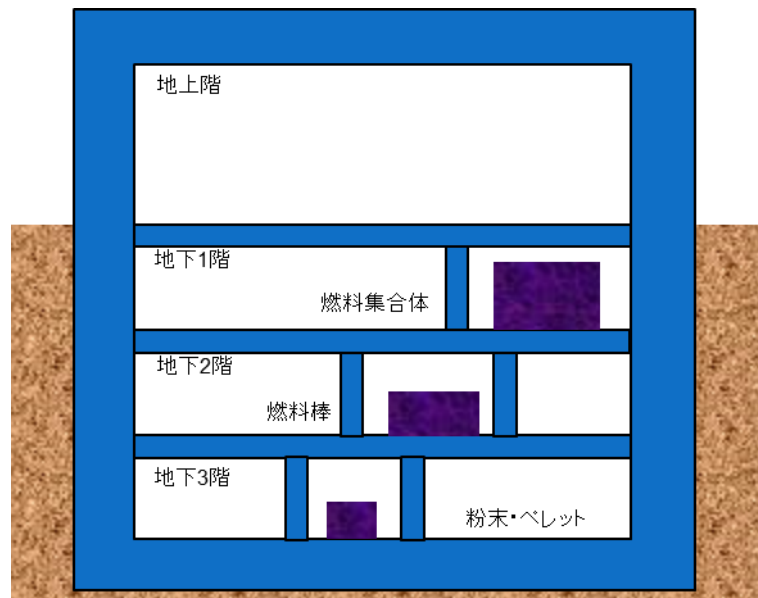 地上階
地下1階
燃料集合体
地下2階
燃料棒
地下3階
粉末・ペレット